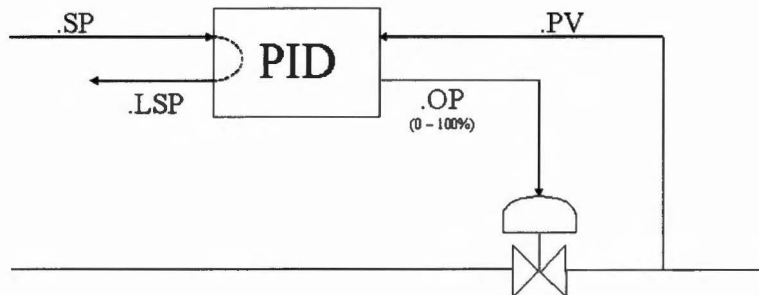 .SP
.PV
PID
.LSP
.OP
(0 – 100%)